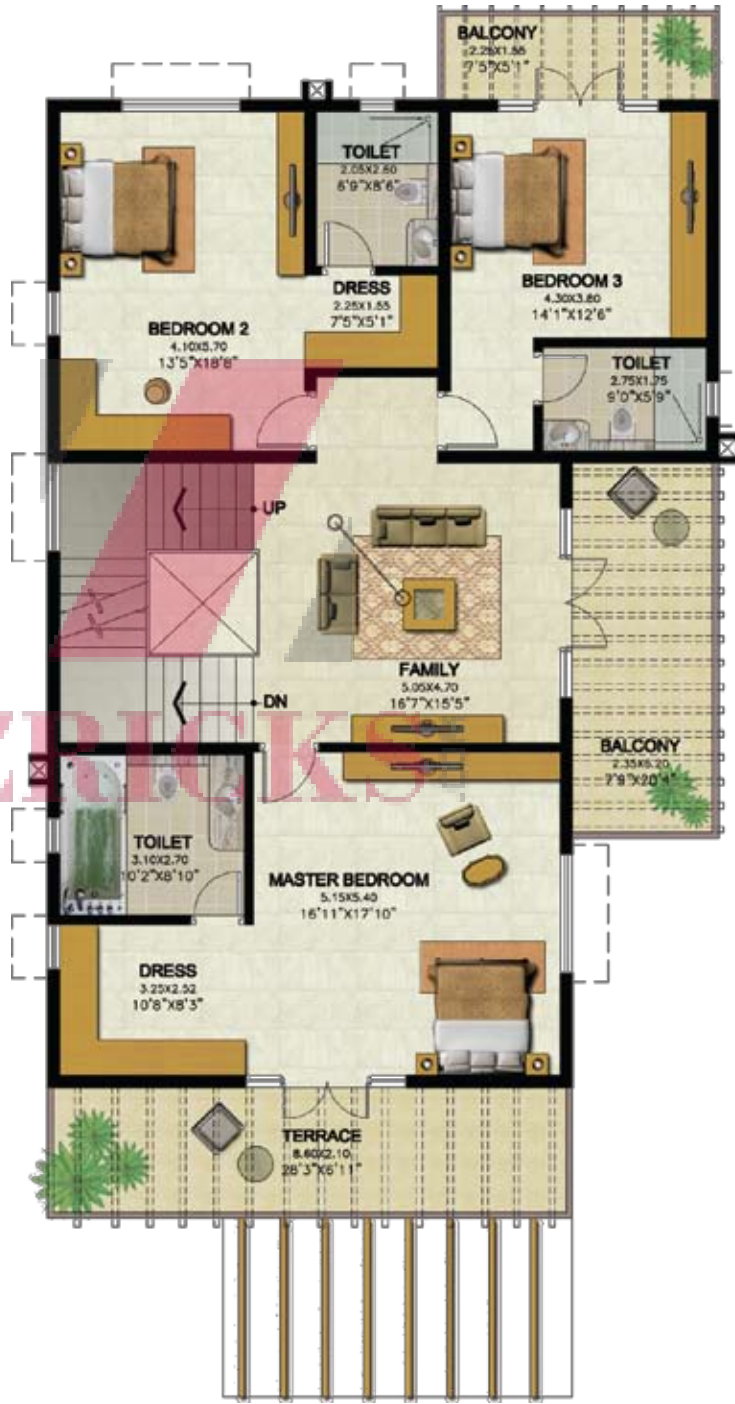 BALCONY
2.25X1.55
7'5"X5'1"
TOILET
2.05X2.60
6'9"X8'6"
BEDROOM 3
4.30X3.80
14'1"X12'6"
DRESS
2.25X1.55
7'5"X5'1"
BEDROOM 2
4.10X5.70
13'5"X18'8"
TOILET
2.75X1.75
9'0"X5'9"
UP
FAMILY
5.05X4.70
16'7"X15'5"
DN
BALCONY
2.35X6.20
7'9"X20'4"
ERICKS
TOILET
3.10X2.70
10'2"X8'10"
MASTER BEDROOM
5.15X5.40
16'11"X17'10"
DRESS
3.25X2.52
10'8"X8'3"
TERRACE
8.60X2.10
28'3"X6'11"